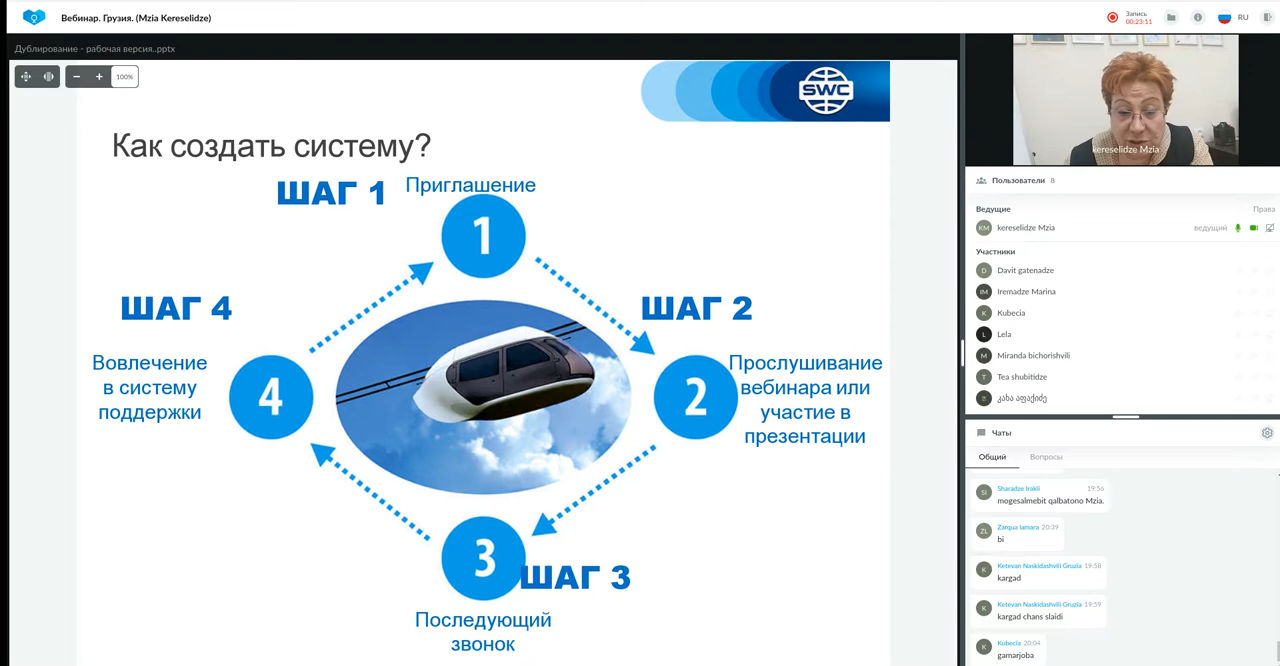 Вебинар. Грузия. (Mzia Kereselidze)
Запись
00:23:11
RU
Дублирование - рабочая версия..pptx
100%
SWC
Как создать систему?
ШАГ 1
Приглашение
1
ШАГ 4
ШАГ 2
Вовлечение
в систему
поддержки
4
2
Прослушивание
вебинара или
участие в
презентации
3
ШАГ 3
Последующий
звонок
kereselidze Mzia
Пользователи 8
Ведущие
Права
KM
kereselidze Mzia
ведущий
Участники
D
Davit gatenadze
IM
Iremadze Marina
K
Kubecia
L
Lela
M
Miranda bichorishvili
T
Tea shubitidze
კახა აფაქიძე
Чаты
Общий
Вопросы
SI
Sharadze Irakli 19:56
mogesalmebit qalbatono Mzia.
ZL
Zarqua lamara 20:39
bi
K
Ketevan Naskidashvili Gruzia 19:58
kargad
K
Ketevan Naskidashvili Gruzia 19:59
kargad chans slaidi
K
Kubecia 20:04
gamarjoba